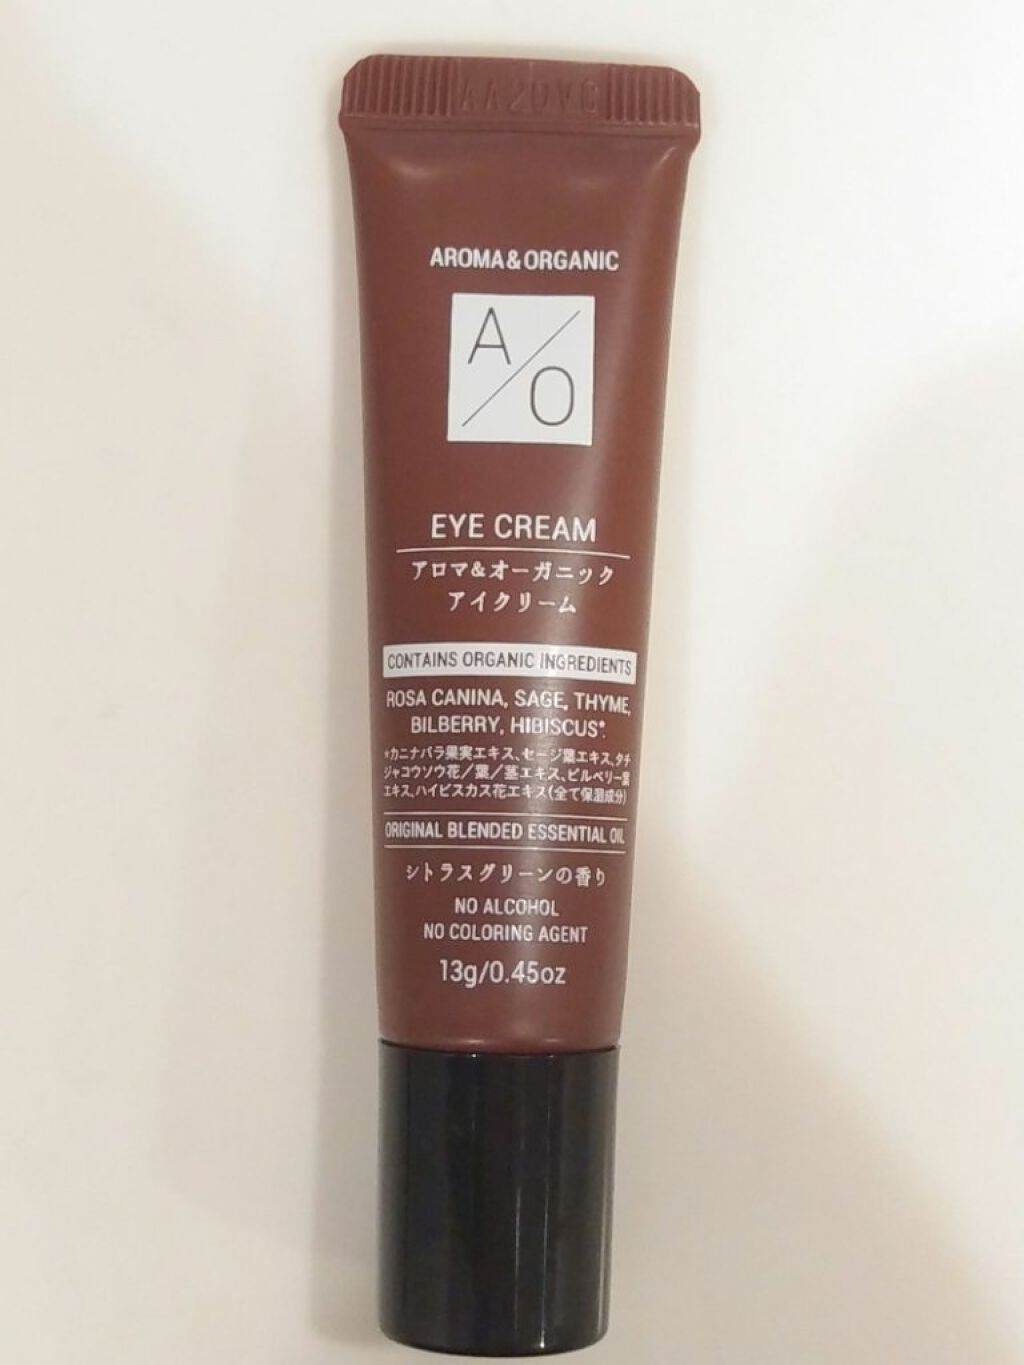 AA20VC
AROMA&ORGANIC
A/O
EYE CREAM
アロマ&オーガニック
アイクリーム
CONTAINS ORGANIC INGREDIENTS
ROSA CANINA, SAGE, THYME,
BILBERRY, HIBISCUS*.
*カニナバラ果実エキス、セージ葉エキス、タチ
ジャコウソウ花/葉/茎エキス、ビルベリー葉
エキス、ハイビスカス花エキス(全て保湿成分)
ORIGINAL BLENDED ESSENTIAL OIL
シトラスグリーンの香り
NO ALCOHOL
NO COLORING AGENT
13g/0.45oz